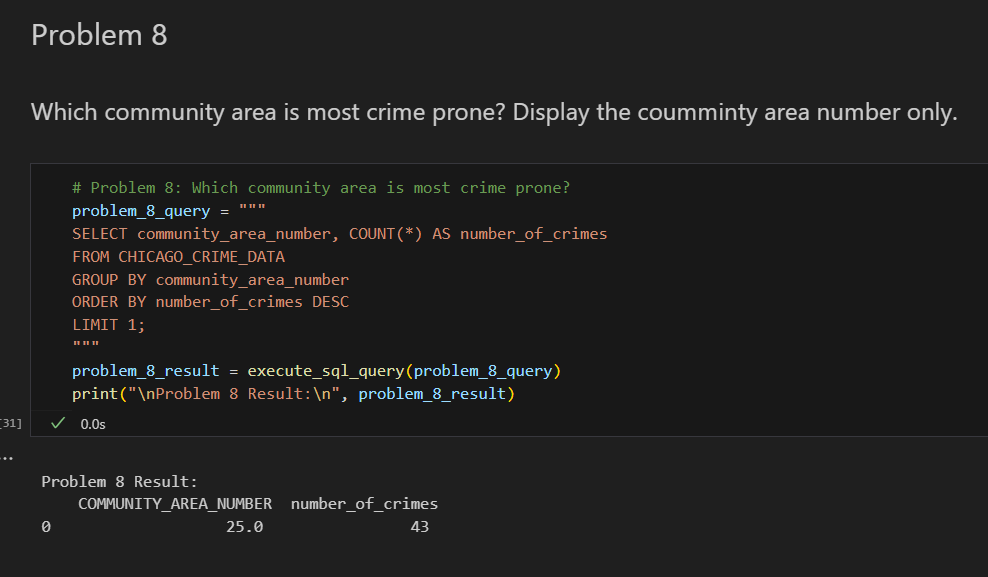 Problem 8
Which community area is most crime prone? Display the coumminty area number only.
# Problem 8: Which community area is most crime prone?
problem_8_query = """
SELECT community_area_number, COUNT(*) AS number_of_crimes
FROM CHICAGO_CRIME_DATA
GROUP BY community_area_number
ORDER BY number_of_crimes DESC
LIMIT 1;
"""
problem_8_result = execute_sql_query(problem_8_query)
print("\nProblem 8 Result:\n", problem_8_result)
[31] ✓ 0.0s
...
Problem 8 Result:
COMMUNITY_AREA_NUMBER number_of_crimes
0 25.0 43